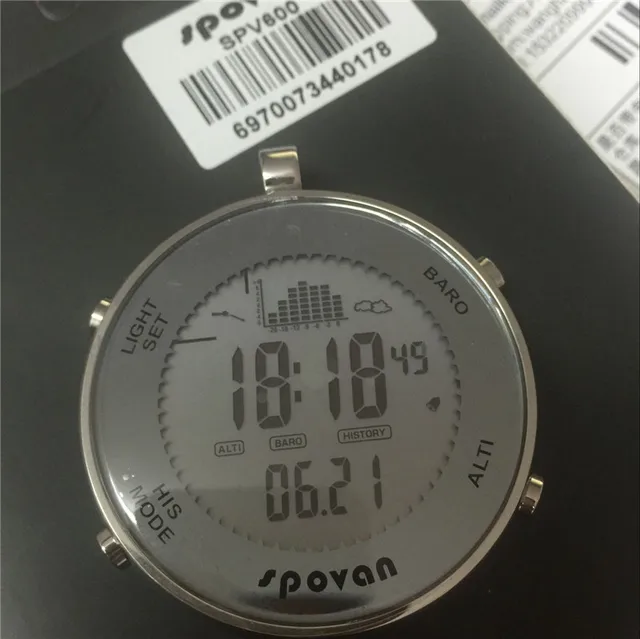 spovan
SPV600
6970073440178
LIGHT
SET
BARO
18:18 49
ALTI BARO HISTORY
06.21
HIS
MODE
ALTI
spovan